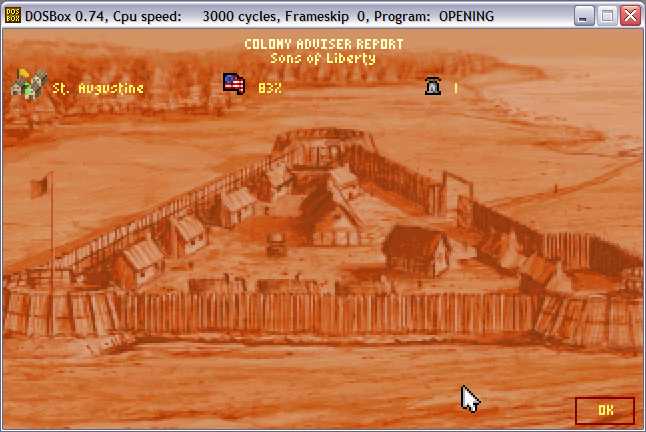 DOSBox 0.74, Cpu speed: 3000 cycles, Frameskip 0, Program: OPENING
COLONY ADVISER REPORT
Sons of Liberty
St. Augustine 83% 1
OK